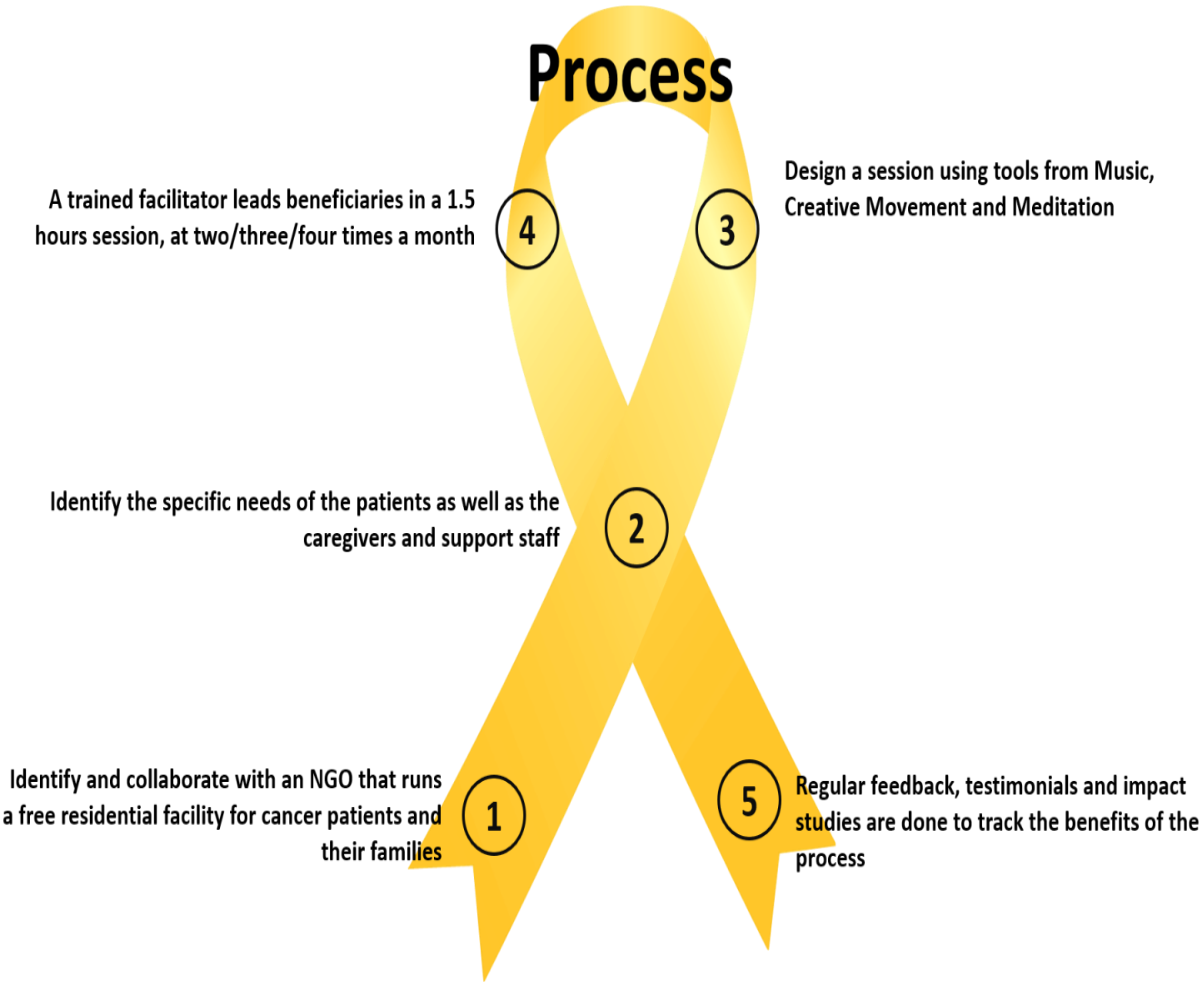 Process
A trained facilitator leads beneficiaries in a 1.5
hours session, at two/three/four times a month
4
3
Design a session using tools from Music,
Creative Movement and Meditation
Identify the specific needs of the patients as well as the
caregivers and support staff
2
Identify and collaborate with an NGO that runs
a free residential facility for cancer patients and
their families
1
5
Regular feedback, testimonials and impact
studies are done to track the benefits of the
process